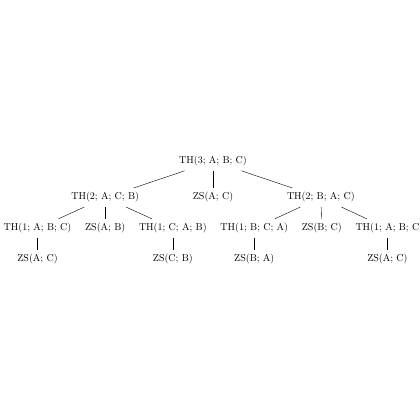 TH(3; A; B; C)
TH(2; A; C; B) ZS(A; C) TH(2; B; A; C)
TH(1; A; B; C) ZS(A; B) TH(1; C; A; B) TH(1; B; C; A) ZS(B; C) TH(1; A; B; C
ZS(A; C) ZS(C; B) ZS(B; A) ZS(A; C)